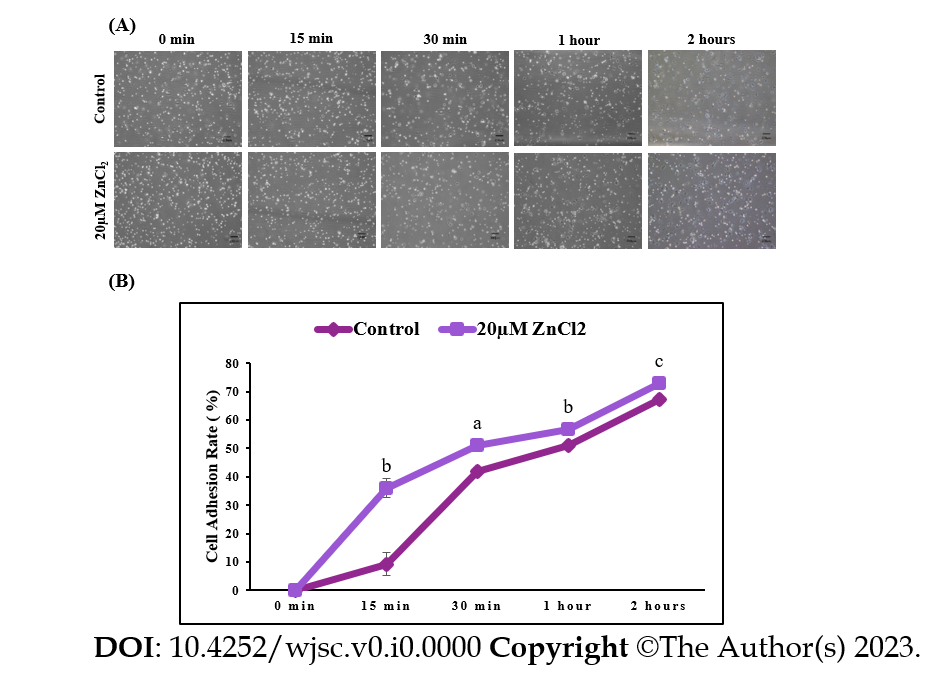 (A)
0 min 15 min 30 min 1 hour 2 hours
Control
20µM ZnCl₂
(B)
Control 20µM ZnCl2
Cell Adhesion Rate ( %)
80
70
60
50
40
30
20
10
0
b
a
b
c
0 min 15 min 30 min 1 hour 2 hours
DOI: 10.4252/wjsc.v0.i0.0000 Copyright ©The Author(s) 2023.